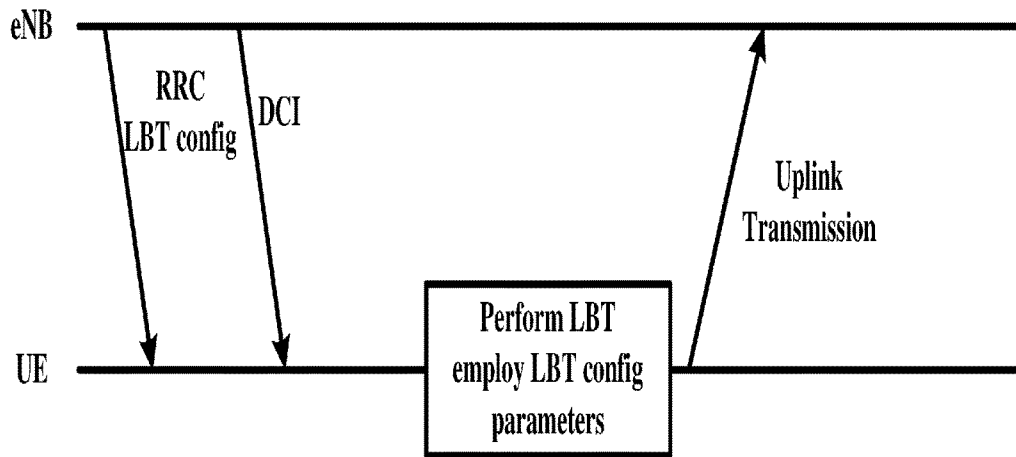 eNB
RRC
LBT config
DCI
Uplink
Transmission
UE
Perform LBT
employ LBT config
parameters